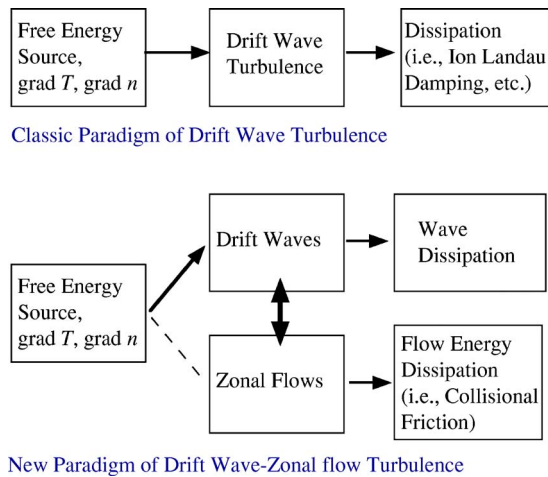 Free Energy
Source,
grad T, grad n
Drift Wave
Turbulence
Dissipation
(i.e., Ion Landau
Damping, etc.)
Classic Paradigm of Drift Wave Turbulence
Free Energy
Source,
grad T, grad n
Drift Waves
Wave
Dissipation
Zonal Flows
Flow Energy
Dissipation
(i.e., Collisional
Friction)
New Paradigm of Drift Wave-Zonal flow Turbulence